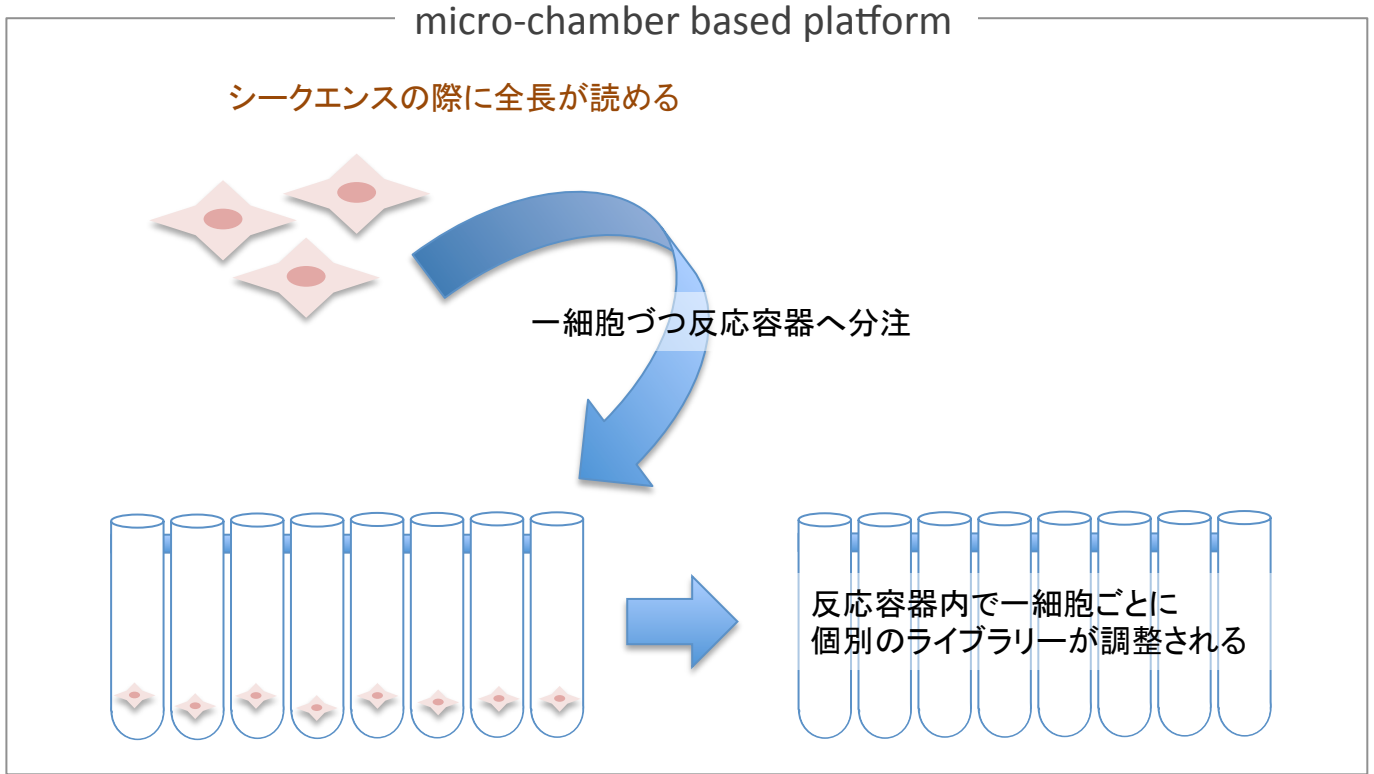 micro-chamber based platform
シークエンスの際に全長が読める
一細胞づつ反応容器へ分注
反応容器内で一細胞ごとに
個別のライブラリーが調整される